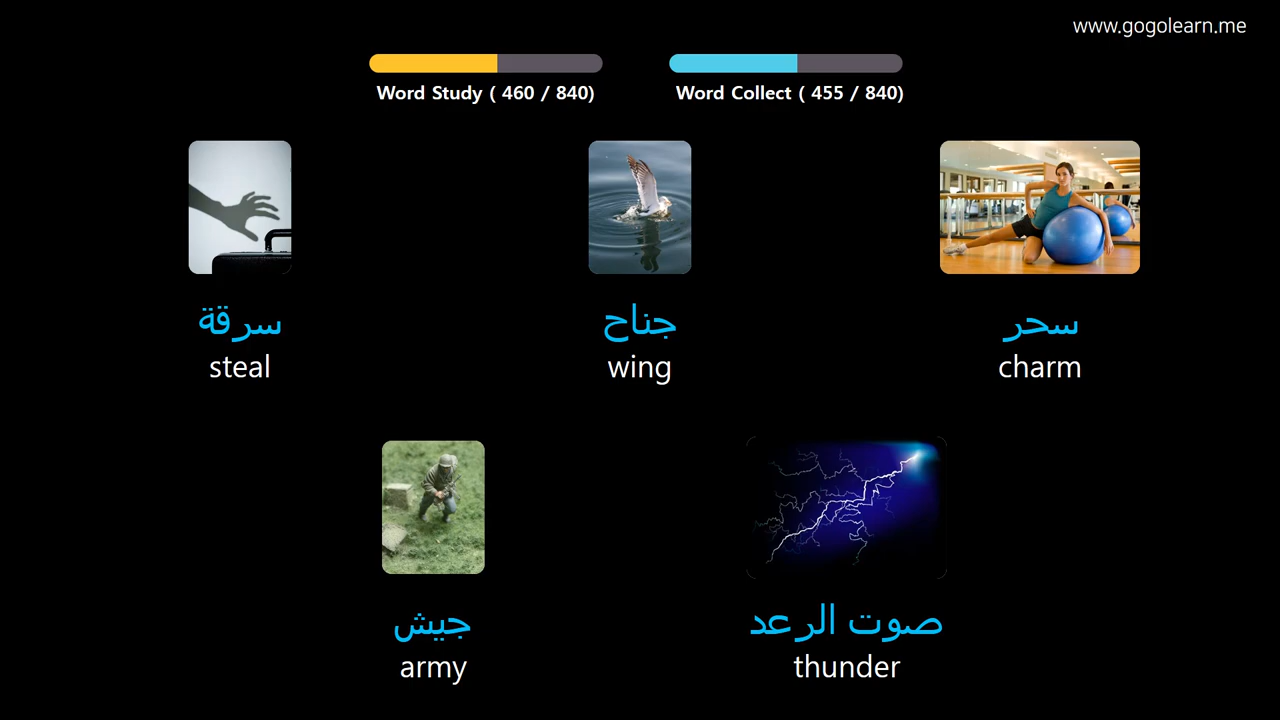 www.gogolearn.me
Word Study ( 460 / 840)
Word Collect ( 455 / 840)
سرقة
steal
جناح
wing
سحر
charm
جيش
army
صوت الرعد
thunder